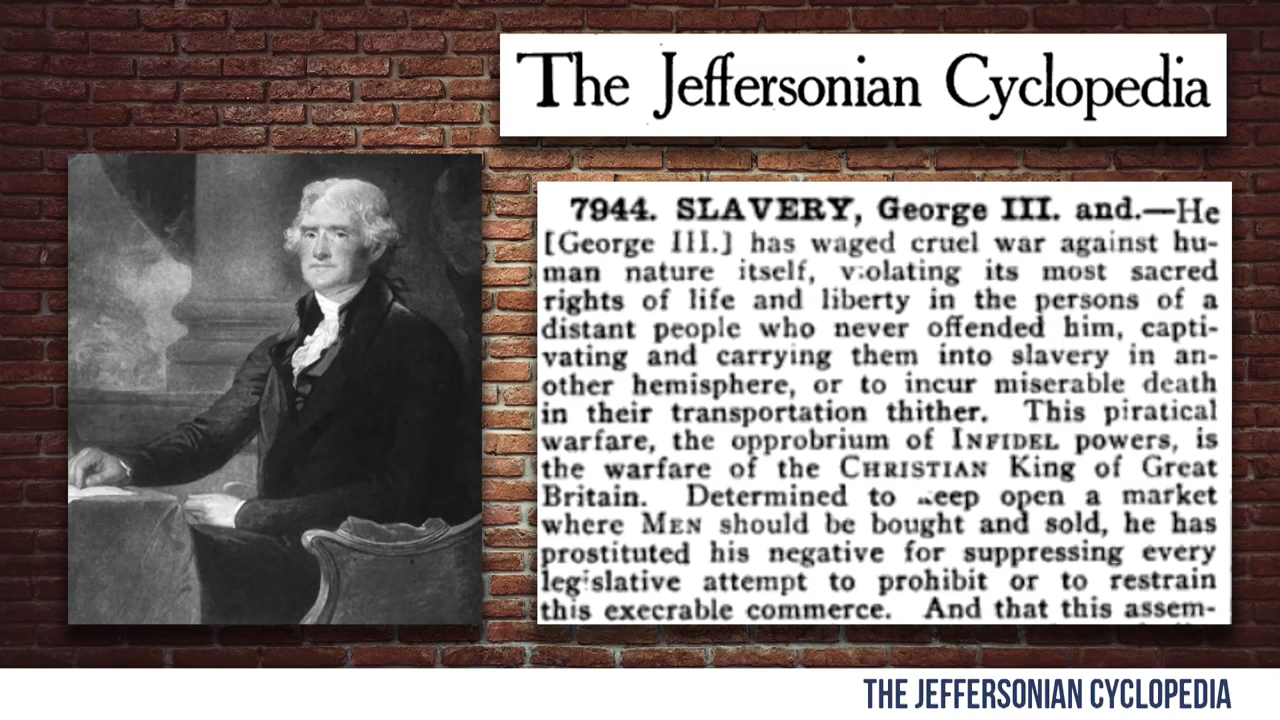 The Jeffersonian Cyclopedia
7944. SLAVERY, George III. and.—He
[George III.] has waged cruel war against hu-
man nature itself, violating its most sacred
rights of life and liberty in the persons of a
distant people who never offended him, capti-
vating and carrying them into slavery in an-
other hemisphere, or to incur miserable death
in their transportation thither. This piratical
warfare, the opprobrium of INFIDEL powers, is
the warfare of the CHRISTIAN King of Great
Britain. Determined to keep open a market
where MEN should be bought and sold, he has
prostituted his negative for suppressing every
legislative attempt to prohibit or to restrain
this execrable commerce. And that this assem-
THE JEFFERSONIAN CYCLOPEDIA